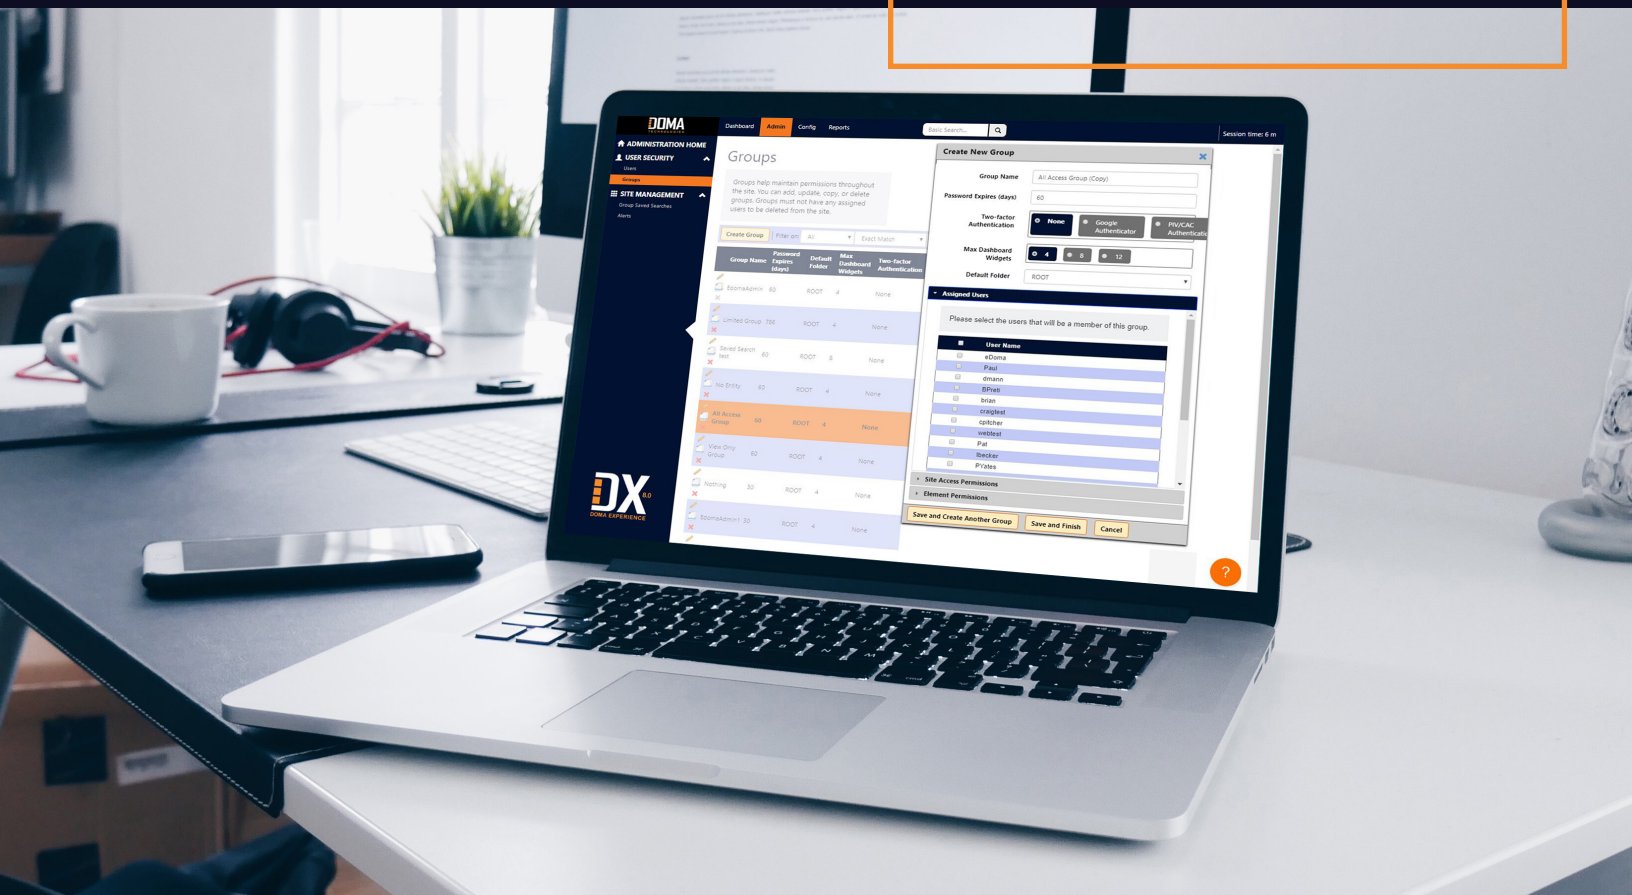 DOMA
TECHNOLOGIES
Dashboard Admin Config Reports
Basic Search...
Session time: 6 m
ADMINISTRATION HOME
USER SECURITY
Users
Groups
SITE MANAGEMENT
Group Saved Searches
Alerts
DX 8.0
DOMA EXPERIENCE
Groups
Groups help maintain permissions throughout
the site. You can add, update, copy, or delete
groups. Groups must not have any assigned
users to be deleted from the site.
Create Group Filter on: All Exact Match
Group Name Password Expires (days) Default Folder Max Dashboard Widgets Two-factor Authentication
EdomaAdmin 60 ROOT 4 None
Limited Group ROOT 4 None
Saved Search test 60 ROOT 8 None
No Entity 60 ROOT 4 None
All Access Group 60 ROOT 4 None
View Only Group 60 ROOT 4 None
Nothing 30 ROOT 4 None
30 ROOT 4 None
Create New Group
Group Name All Access Group (Copy)
Password Expires (days) 60
Two-factor Authentication None Google Authenticator PIV/CAC
Max Dashboard Widgets 4 8 12
Default Folder ROOT
Assigned Users
Please select the users that will be a member of this group.
User Name
eDoma
Paul
dmann
BPreti
brian
craigtest
cpitcher
webtest
Pat
lbecker
PYates
Site Access Permissions
Element Permissions
Save and Create Another Group Save and Finish Cancel
?